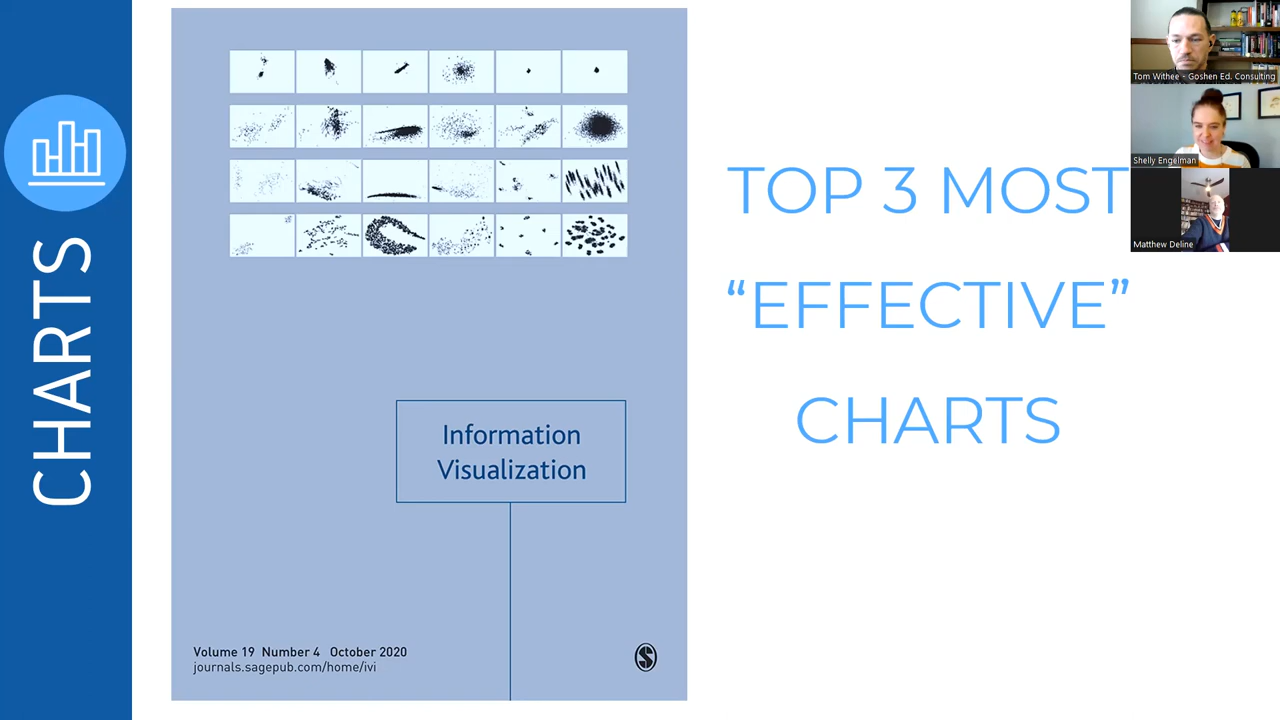 CHARTS
Information
Visualization
Volume 19 Number 4 October 2020
journals.sagepub.com/home/ivi
S
TOP 3 MOST
“EFFECTIVE”
CHARTS
Tom Withee - Goshen Ed. Consulting
Shelly Engelman
Matthew Deline